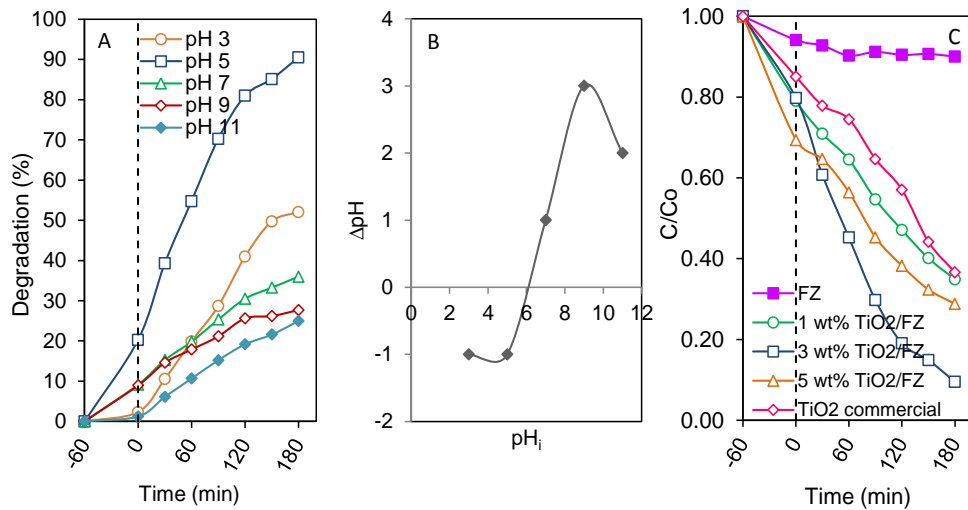 A
pH 3
pH 5
pH 7
pH 9
pH 11
100
90
80
70
60
50
40
30
20
10
0
-60
0
60
120
180
Degradation (%)
Time (min)
B
4
3
2
1
0
-1
-2
0 2 4 6 8 10 12
ΔpH
pHi
C
1.00
0.80
0.60
0.40
0.20
0.00
FZ
1 wt% TiO2/FZ
3 wt% TiO2/FZ
5 wt% TiO2/FZ
TiO2 commercial
-60
0
60
120
180
C/Co
Time (min)